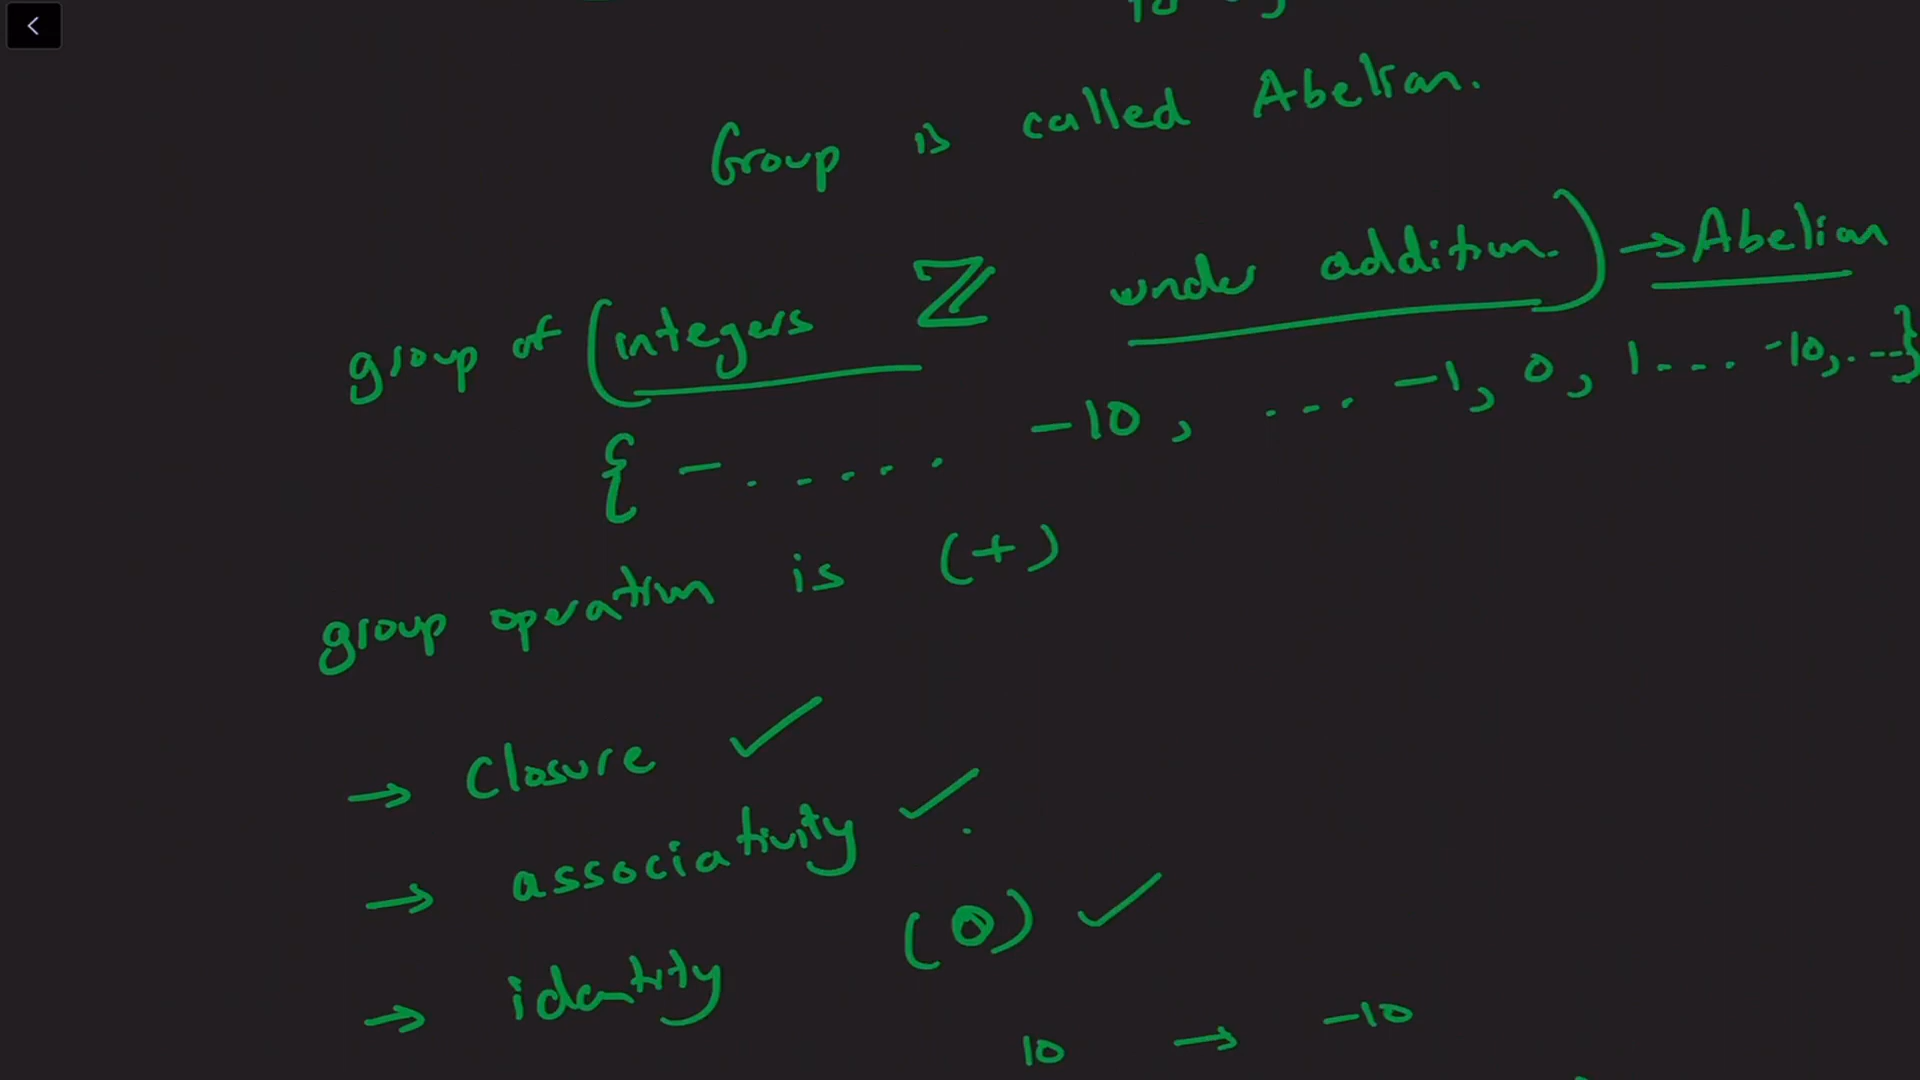 Group is called Abelian.
group of (integers ℤ under addition.) → Abelian
{ - ..... -10, ... -1, 0, 1 ... -10, ...}
group operation is (+)
→ Closure ✓
→ associativity ✓
→ identity (0) ✓
10 → -10